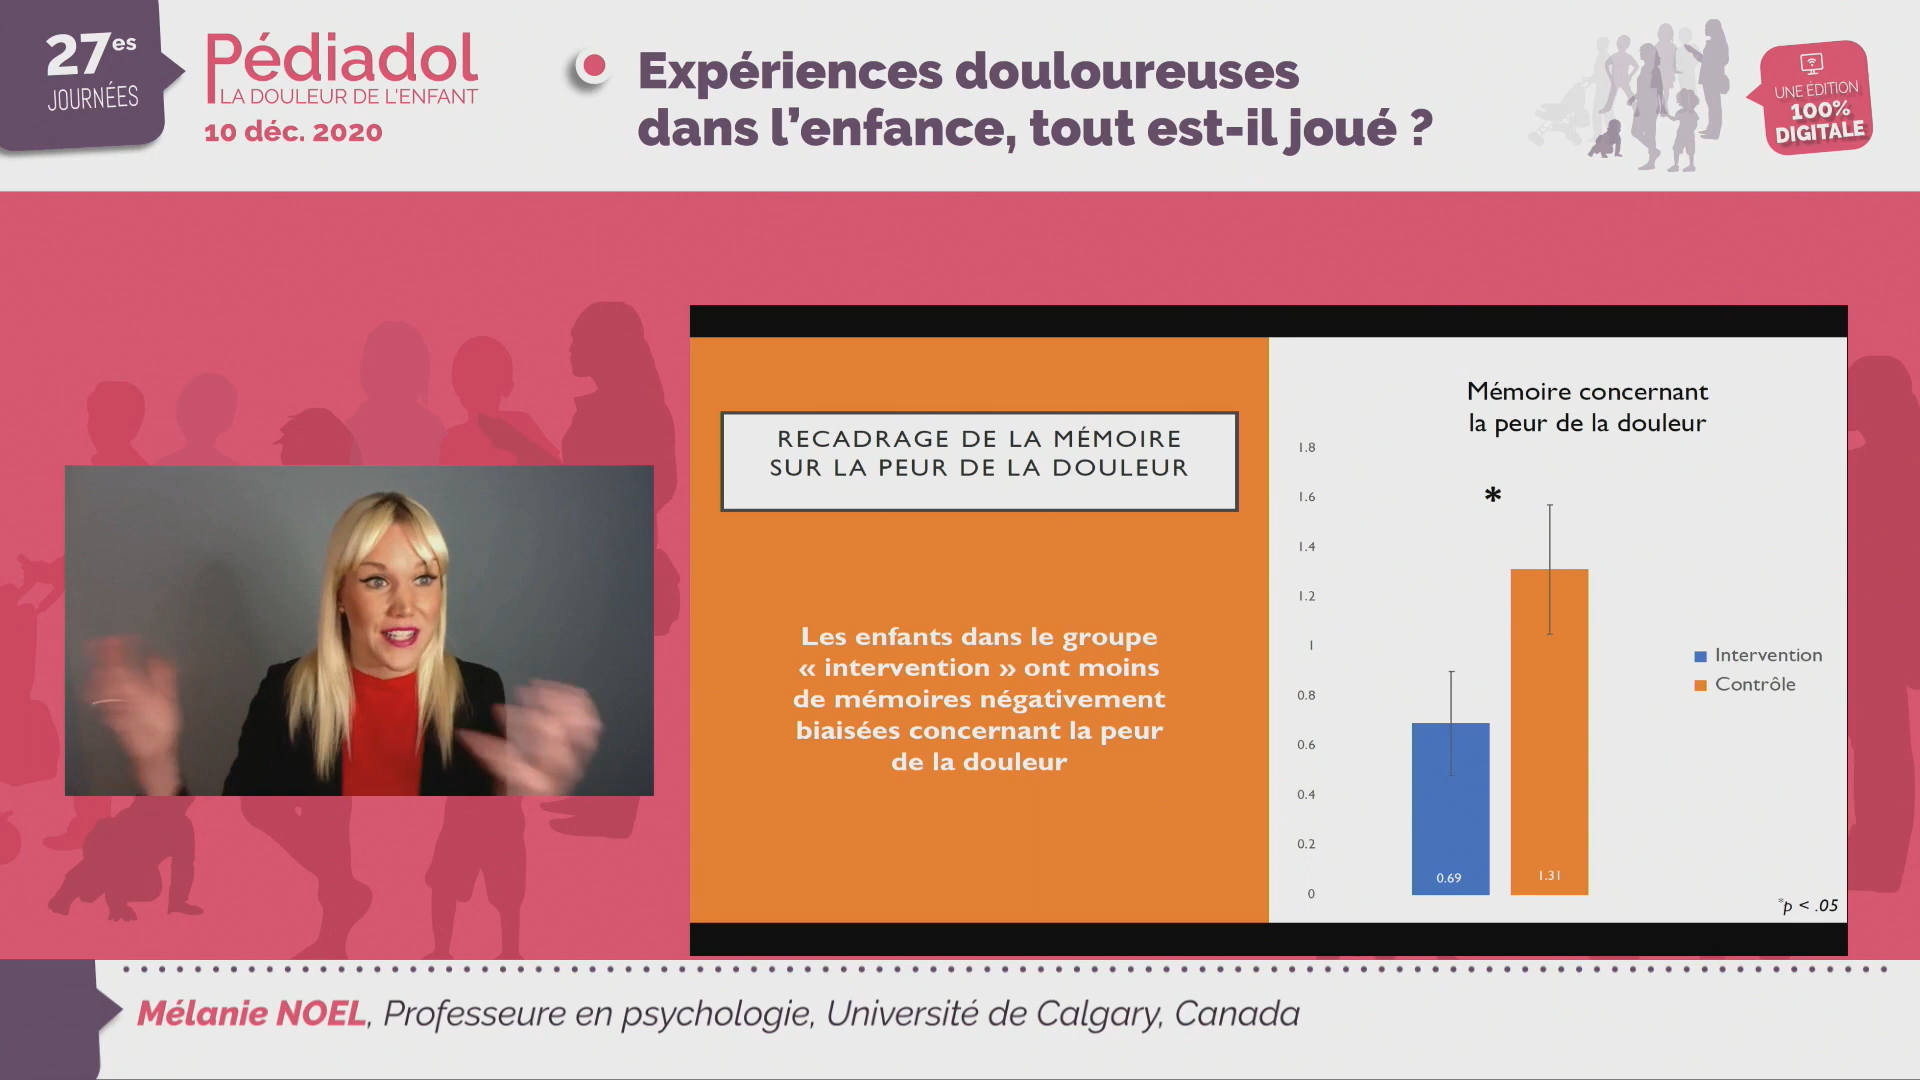 27es
JOURNÉES
Pédiadol
LA DOULEUR DE L'ENFANT
10 déc. 2020
Expériences douloureuses
dans l’enfance, tout est-il joué ?
UNE ÉDITION
100%
DIGITALE
RECADRAGE DE LA MÉMOIRE
SUR LA PEUR DE LA DOULEUR
Les enfants dans le groupe
« intervention » ont moins
de mémoires négativement
biaisées concernant la peur
de la douleur
Mémoire concernant
la peur de la douleur
1.8
1.6
1.4
1.2
1
0.8
0.6
0.4
0.2
0
*
0.69
1.31
Intervention
Contrôle
*p < .05
Mélanie NOEL, Professeure en psychologie, Université de Calgary, Canada